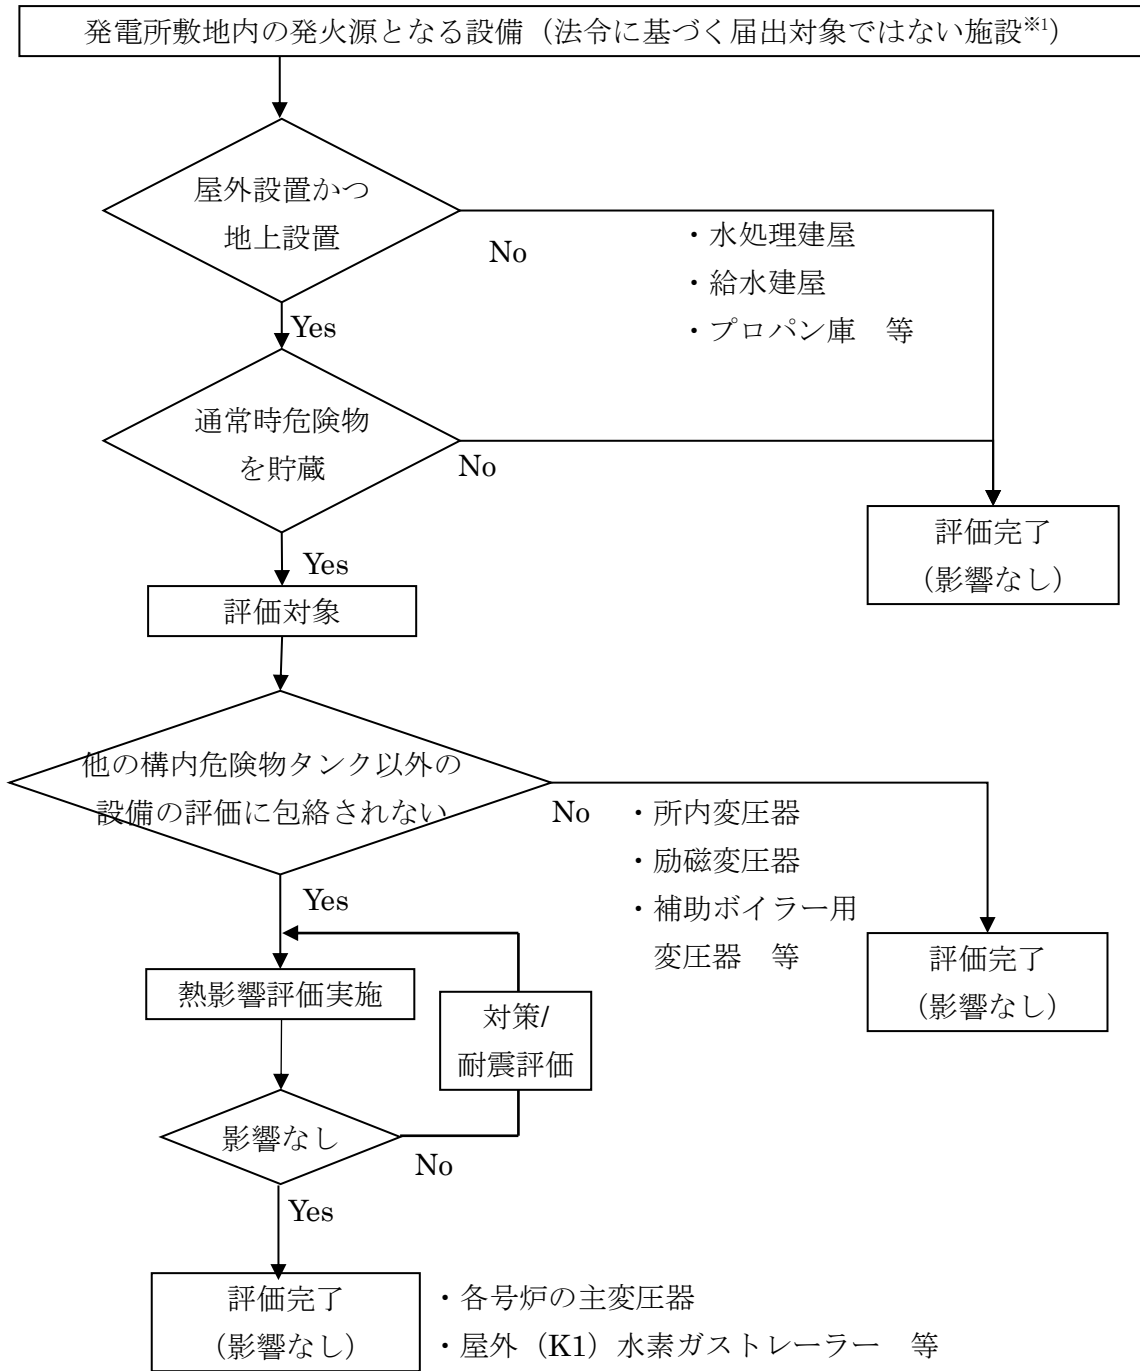 発電所敷地内の発火源となる設備（法令に基づく届出対象ではない施設※1）
屋外設置かつ
地上設置
No
・水処理建屋
・給水建屋
・プロパン庫　等
Yes
通常時危険物
を貯蔵
No
評価完了
（影響なし）
Yes
評価対象
他の構内危険物タンク以外の
設備の評価に包絡されない
No
・所内変圧器
・励磁変圧器
・補助ボイラー用
変圧器　等
評価完了
（影響なし）
Yes
熱影響評価実施
対策/
耐震評価
影響なし
No
Yes
評価完了
（影響なし）
・各号炉の主変圧器
・屋外（K1）水素ガストレーラー　等